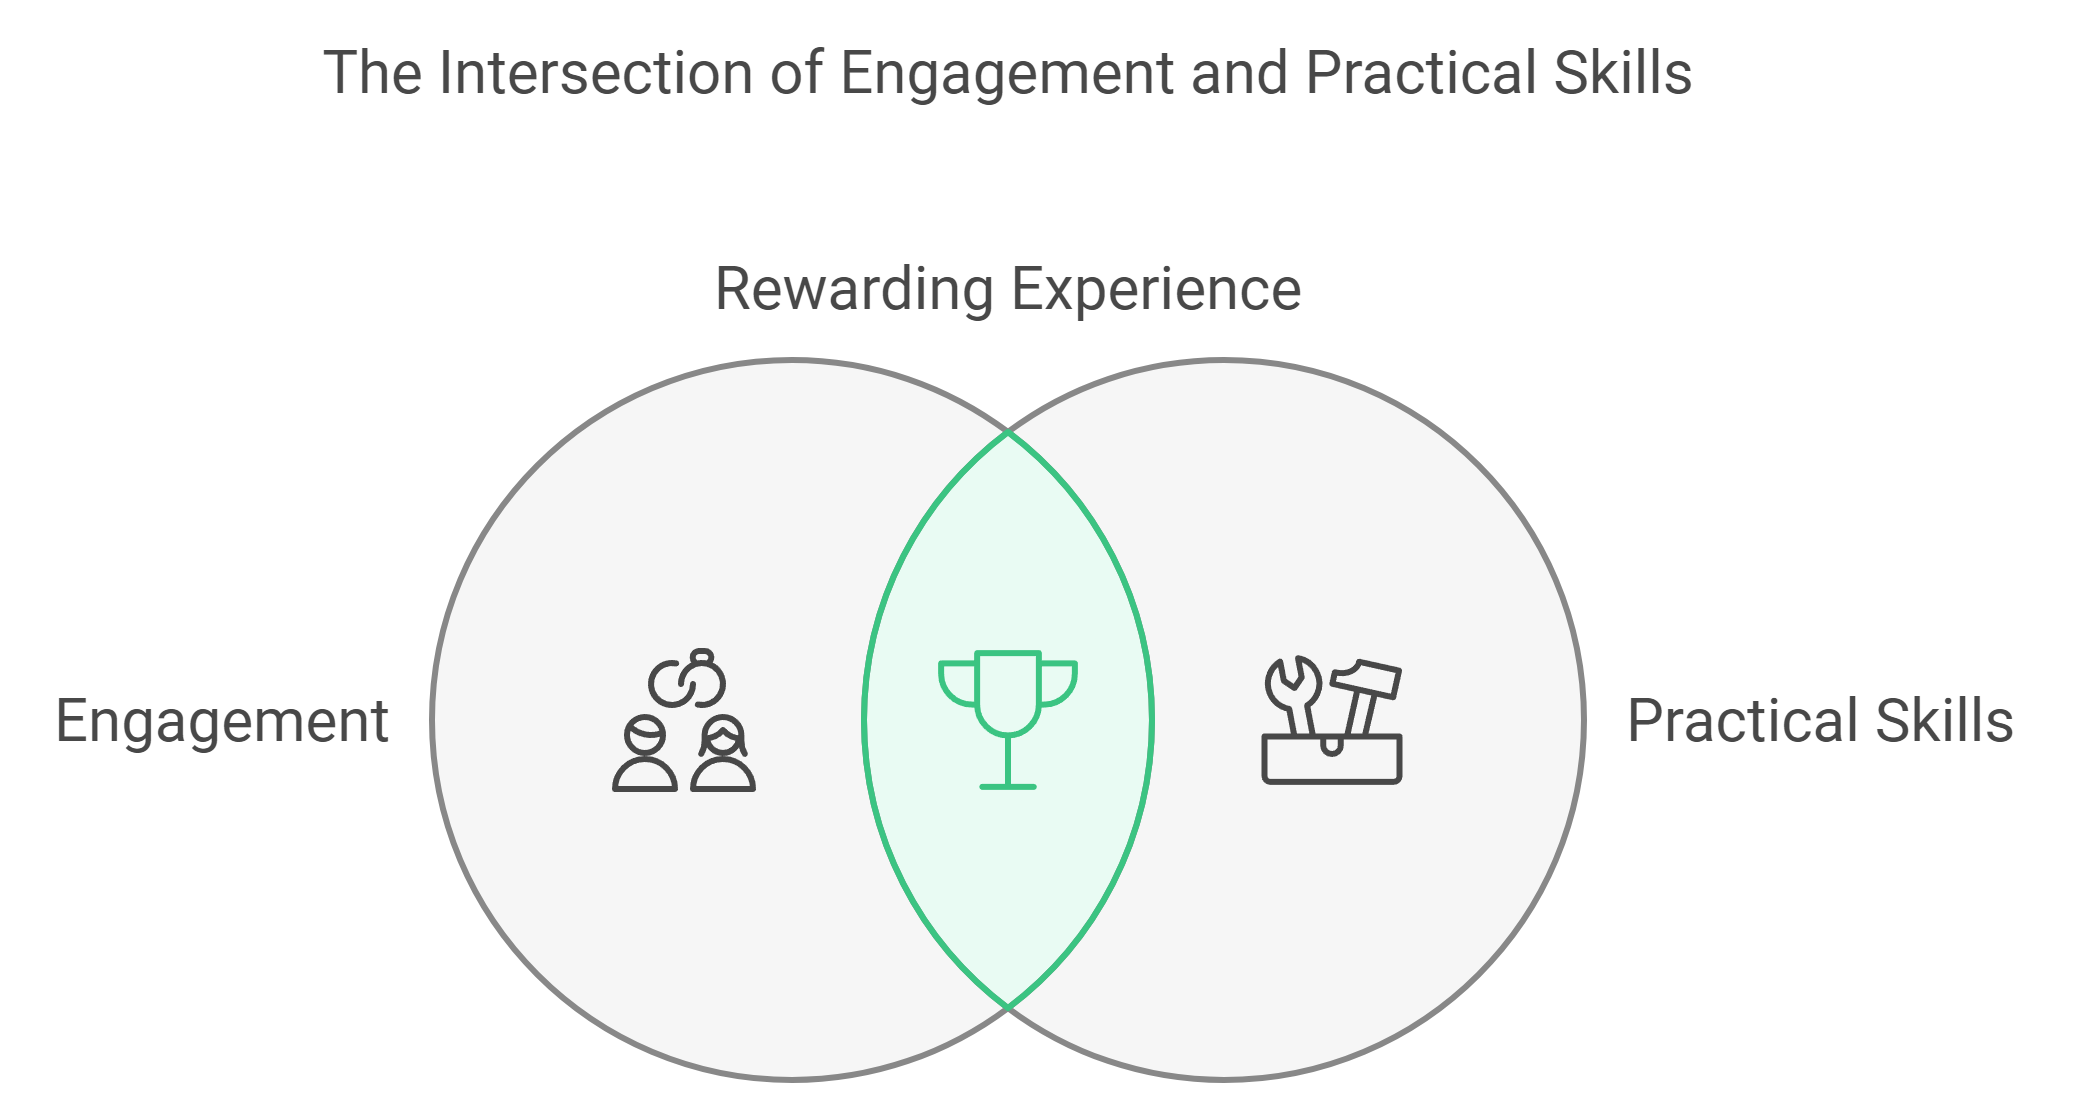 The Intersection of Engagement and Practical Skills
Rewarding Experience
Engagement
Practical Skills